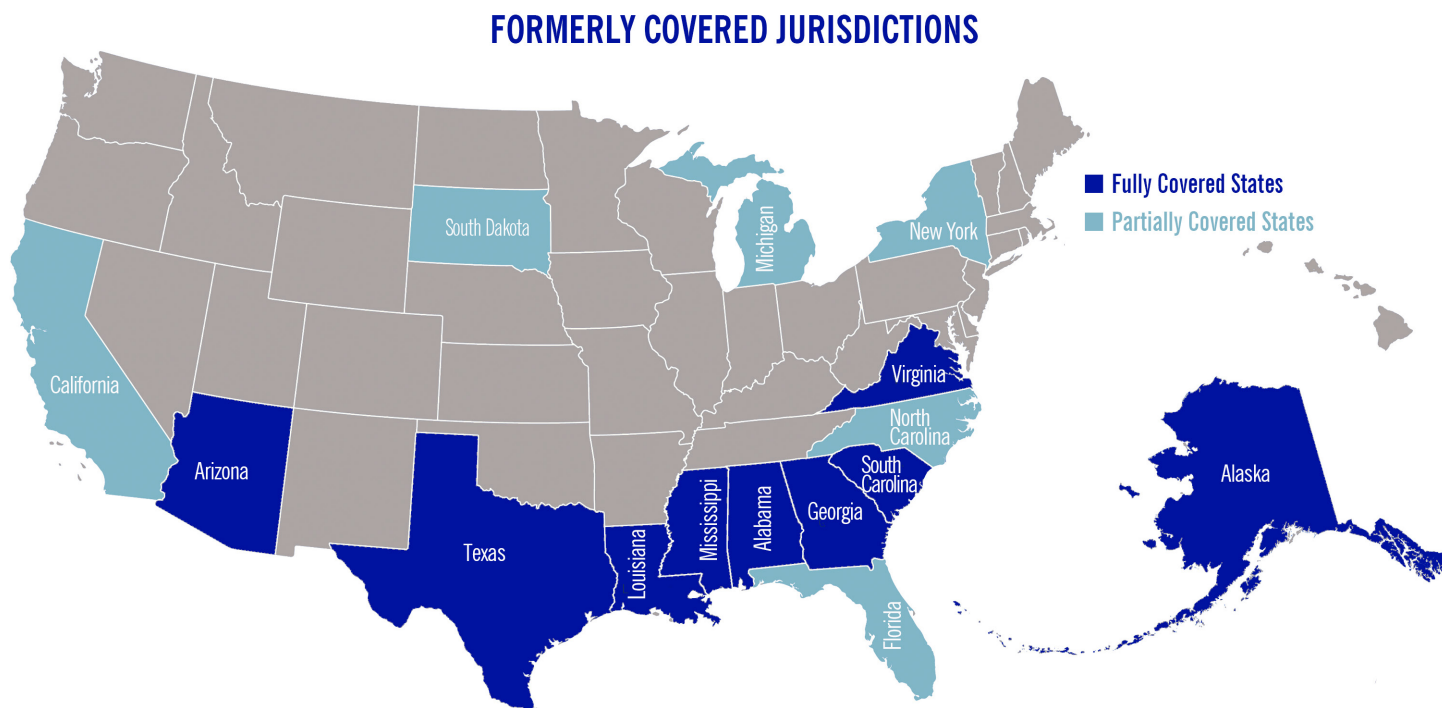 FORMERLY COVERED JURISDICTIONS
Fully Covered States
Partially Covered States
South Dakota
Michigan
New York
California
Virginia
North
Carolina
Arizona
South
Carolina
Alaska
Mississippi
Alabama
Georgia
Texas
Louisiana
Florida